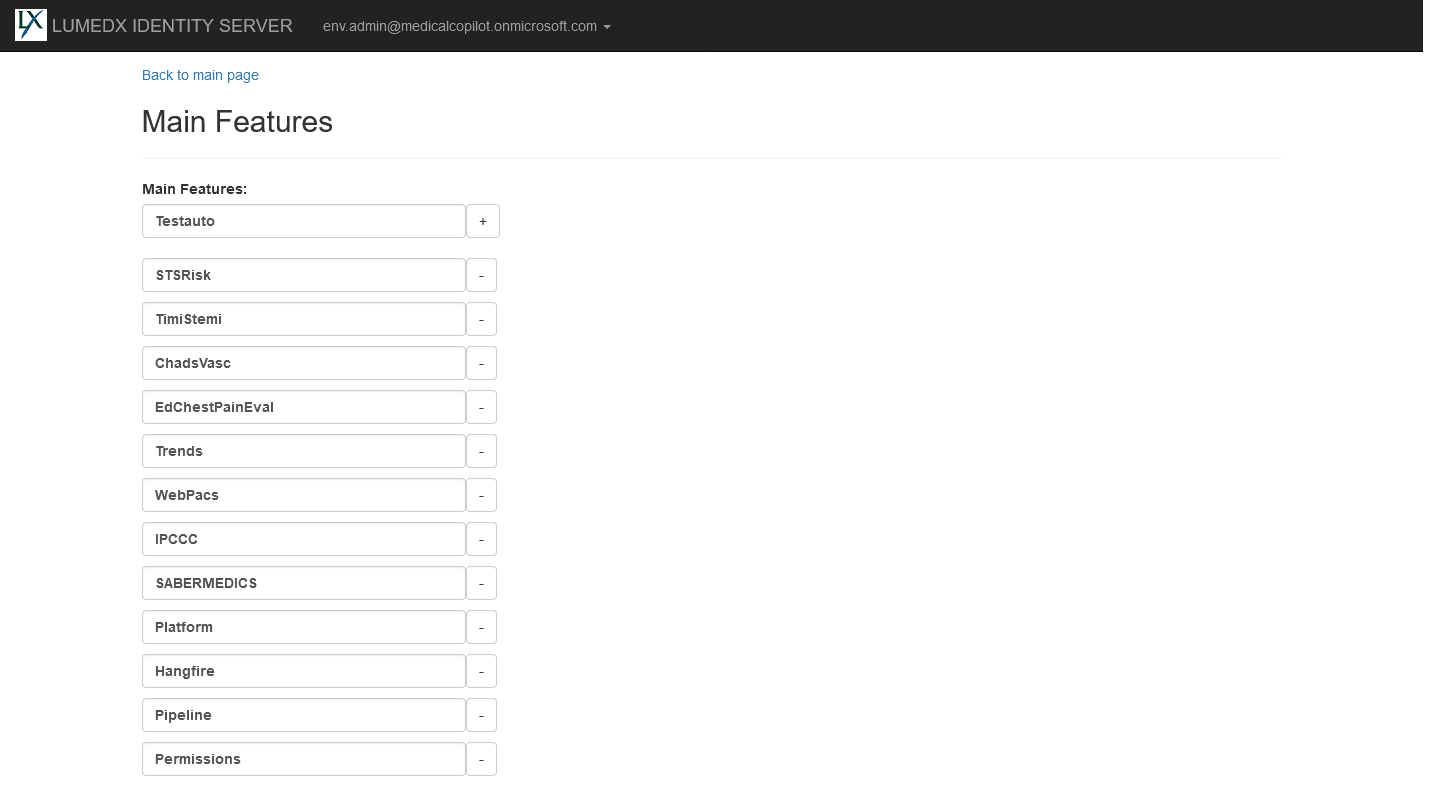 LX LUMEDX IDENTITY SERVER env.admin@medicalcopilot.onmicrosoft.com
Back to main page
Main Features
Main Features:
Testauto +
STSRisk -
TimiStemi -
ChadsVasc -
EdChestPainEval -
Trends -
WebPacs -
IPCCC -
SABERMEDICS -
Platform -
Hangfire -
Pipeline -
Permissions -